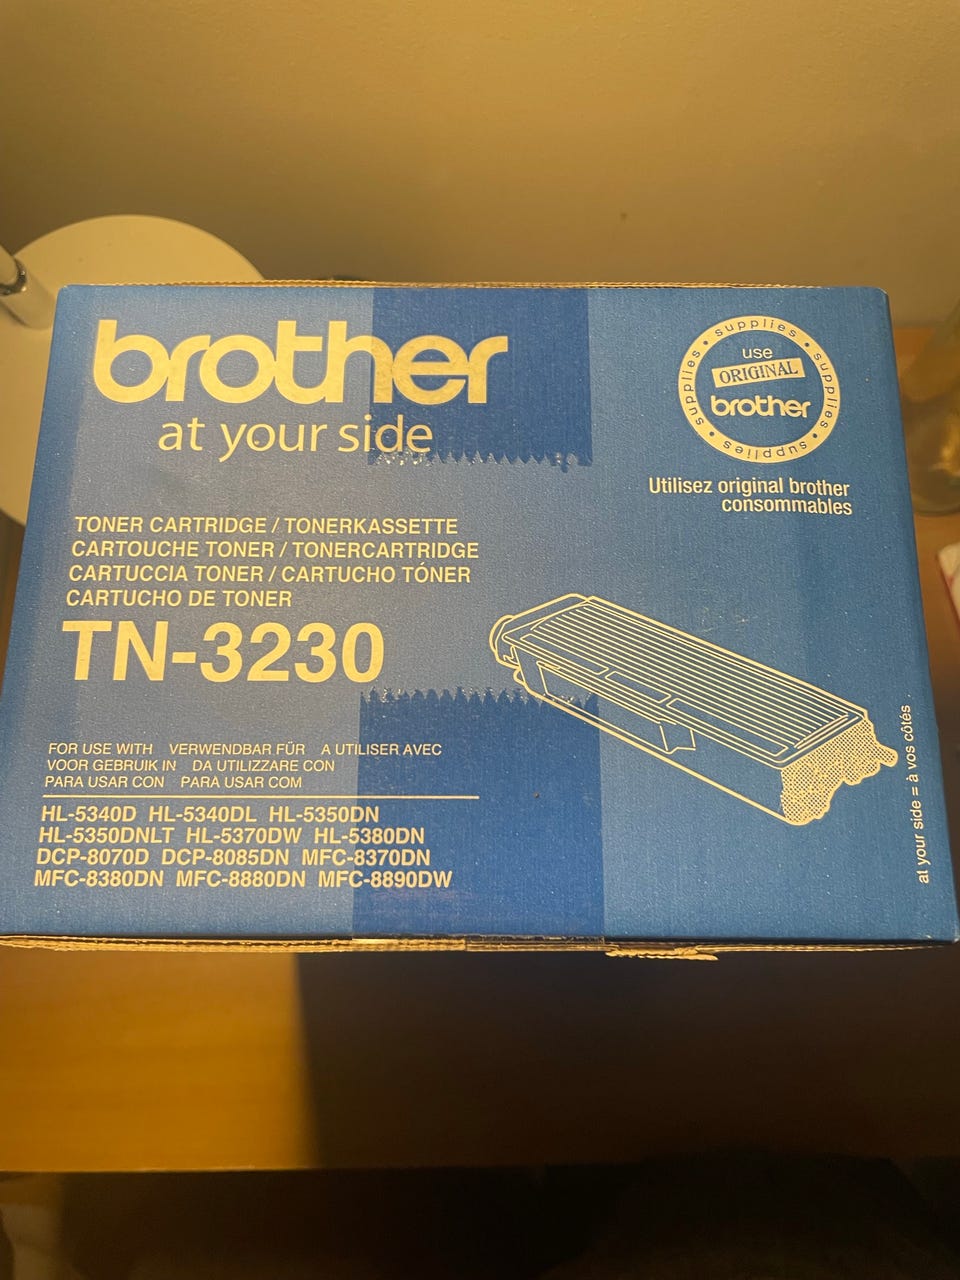 brother
at your side
supplies • supplies • supplies • supplies • supplies •
use
ORIGINAL
brother
Utilisez original brother
consommables
TONER CARTRIDGE / TONERKASSETTE
CARTOUCHE TONER / TONERCARTRIDGE
CARTUCCIA TONER / CARTUCHO TÓNER
CARTUCHO DE TONER
TN-3230
FOR USE WITH VERWENDBAR FÜR A UTILISER AVEC
VOOR GEBRUIK IN DA UTILIZZARE CON
PARA USAR CON PARA USAR COM
HL-5340D HL-5340DL HL-5350DN
HL-5350DNLT HL-5370DW HL-5380DN
DCP-8070D DCP-8085DN MFC-8370DN
MFC-8380DN MFC-8880DN MFC-8890DW
at your side = à vos côtés